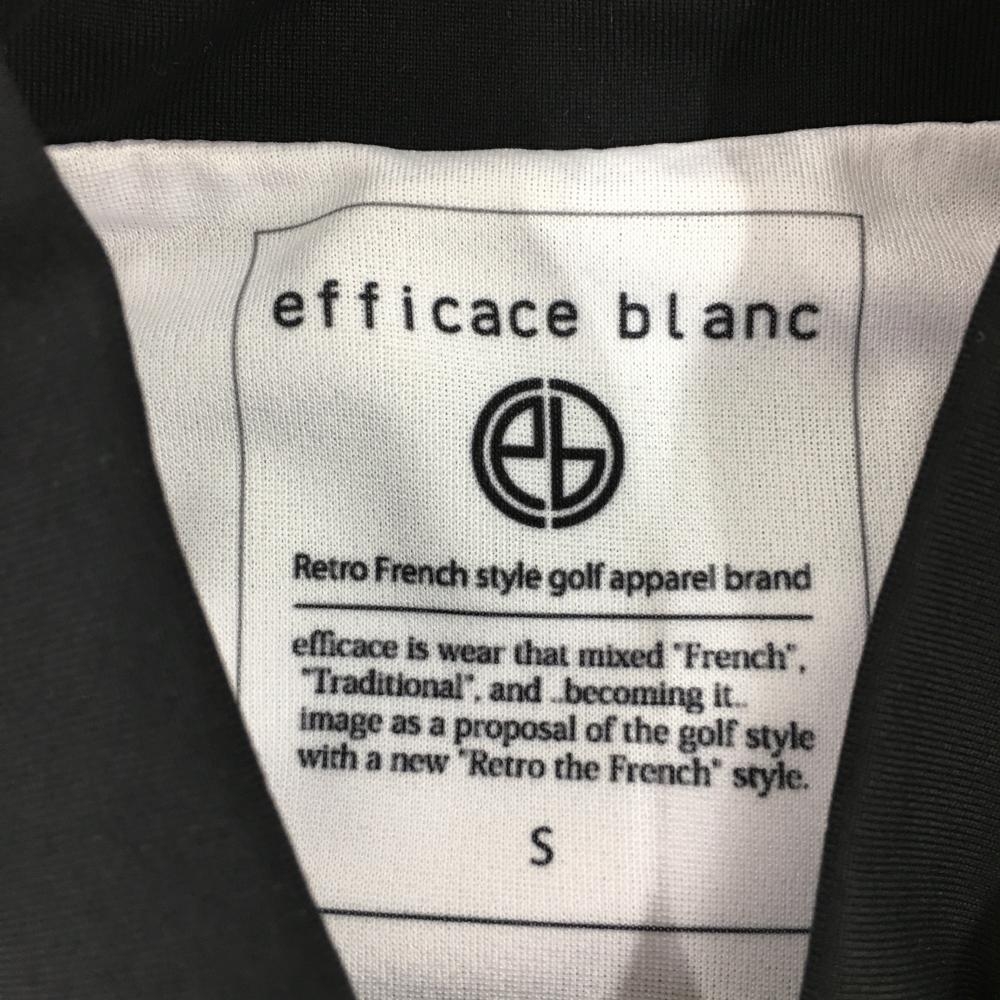 efficace blanc
eb
Retro French style golf apparel brand
efficace is wear that mixed "French",
"Traditional", and ..becoming it..
image as a proposal of the golf style
with a new "Retro the French" style.
S